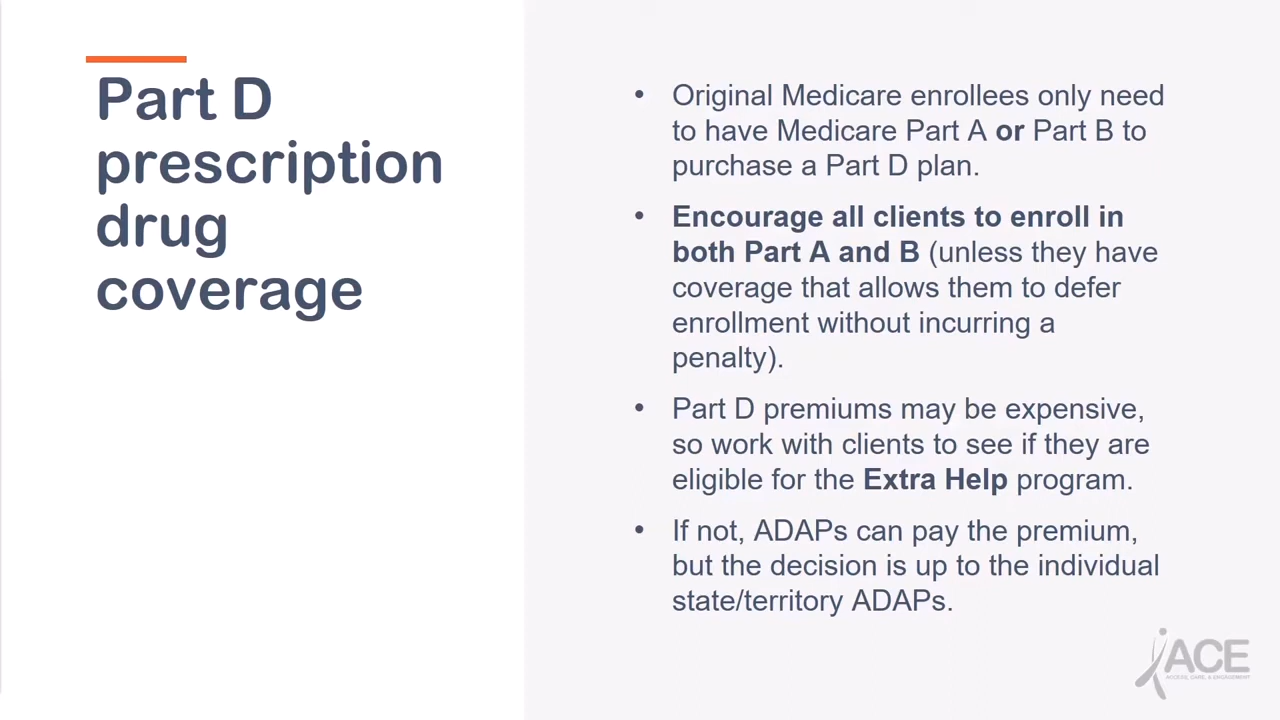 Part D
prescription
drug
coverage
• Original Medicare enrollees only need
to have Medicare Part A or Part B to
purchase a Part D plan.
• Encourage all clients to enroll in
both Part A and B (unless they have
coverage that allows them to defer
enrollment without incurring a
penalty).
• Part D premiums may be expensive,
so work with clients to see if they are
eligible for the Extra Help program.
• If not, ADAPs can pay the premium,
but the decision is up to the individual
state/territory ADAPs.
ACE
ACCESS, CARE, & ENGAGEMENT